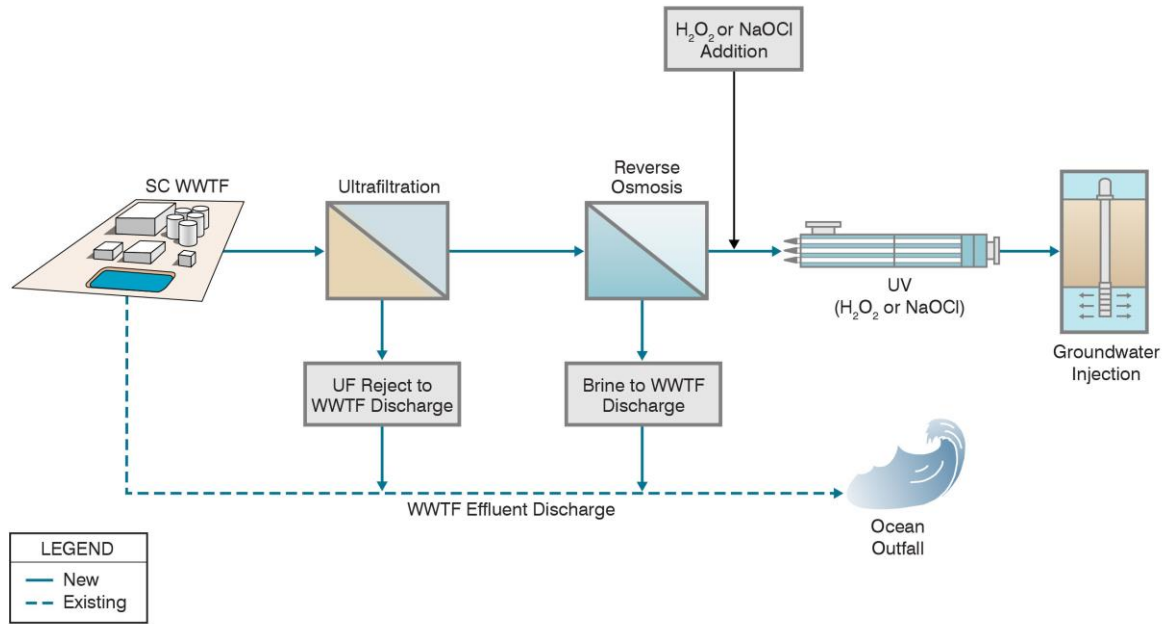 H₂O₂ or NaOCl
Addition
SC WWTF
Ultrafiltration
Reverse
Osmosis
UV
(H₂O₂ or NaOCl)
Groundwater
Injection
UF Reject to
WWTF Discharge
Brine to WWTF
Discharge
WWTF Effluent Discharge
Ocean
Outfall
LEGEND
New
Existing